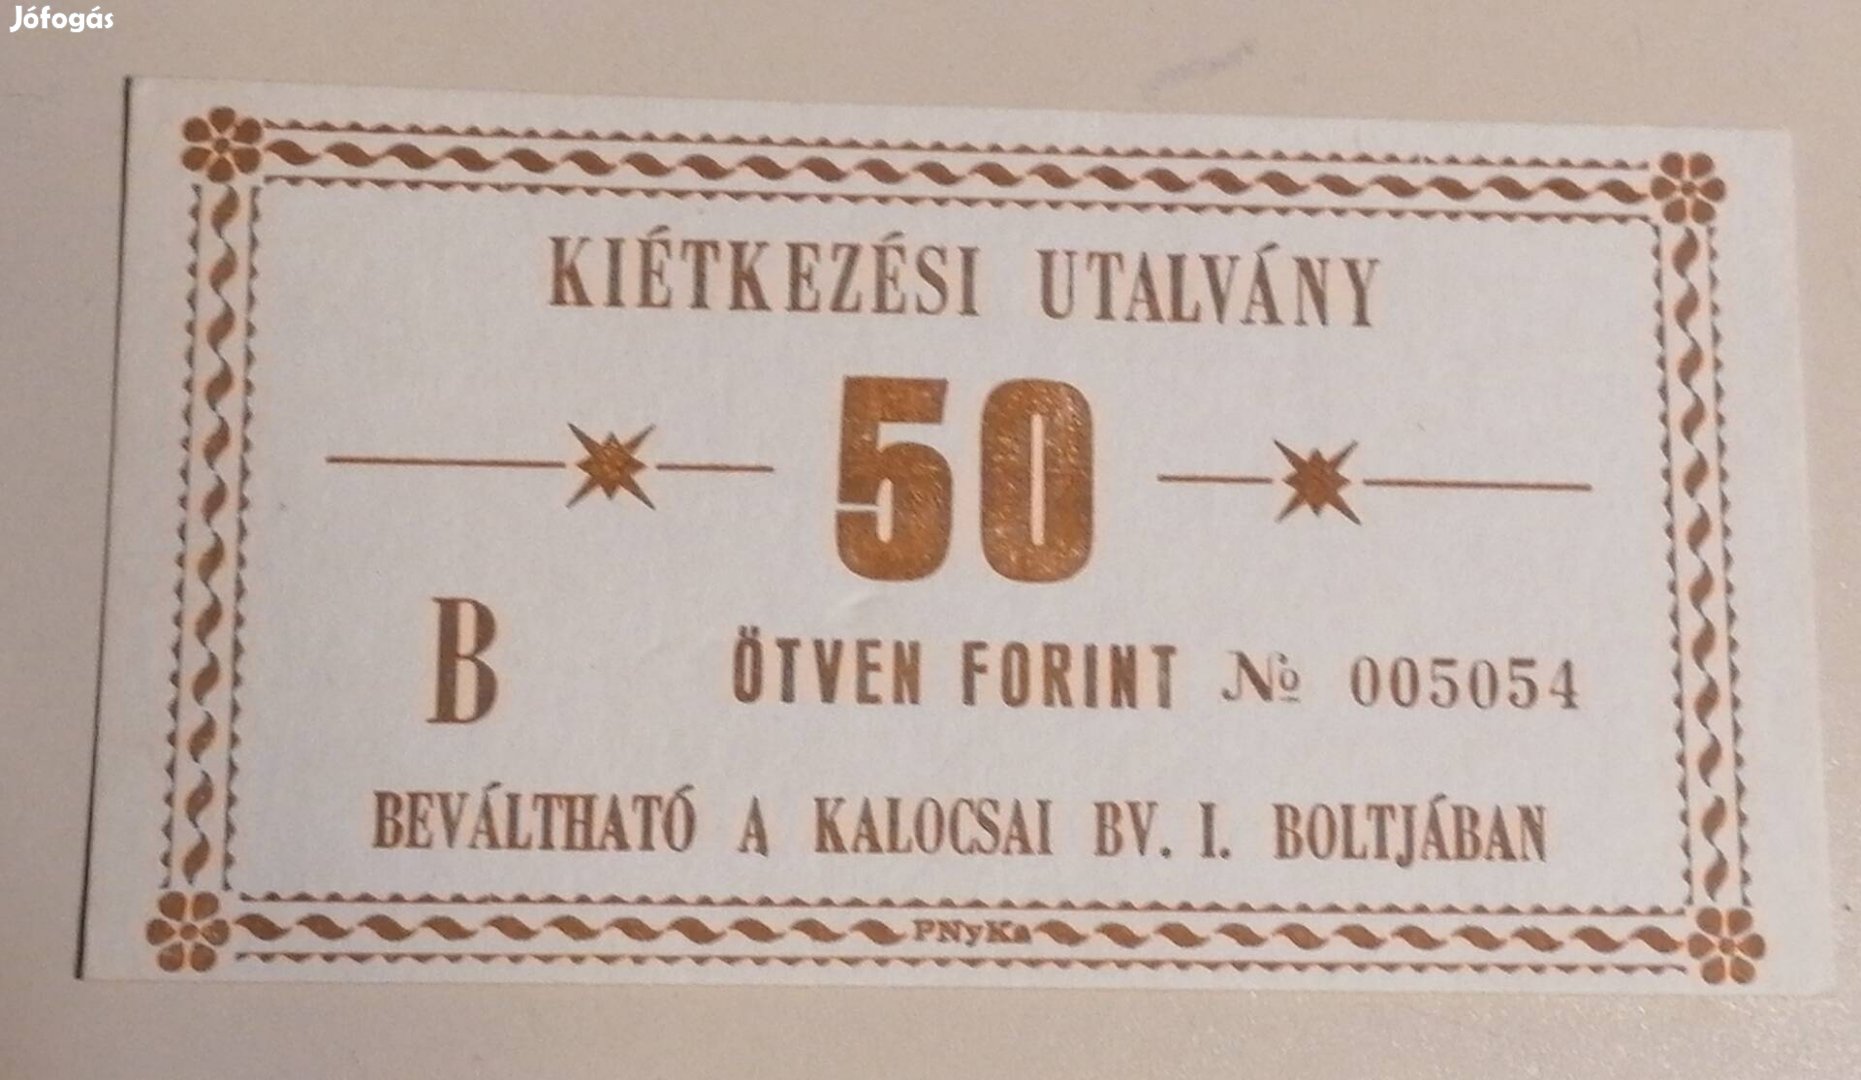 Jófogás
KIÉTKEZÉSI UTALVÁNY
50
B ÖTVEN FORINT № 005054
BEVÁLTHATÓ A KALOCSAI BV. I. BOLTJÁBAN
PNyKa